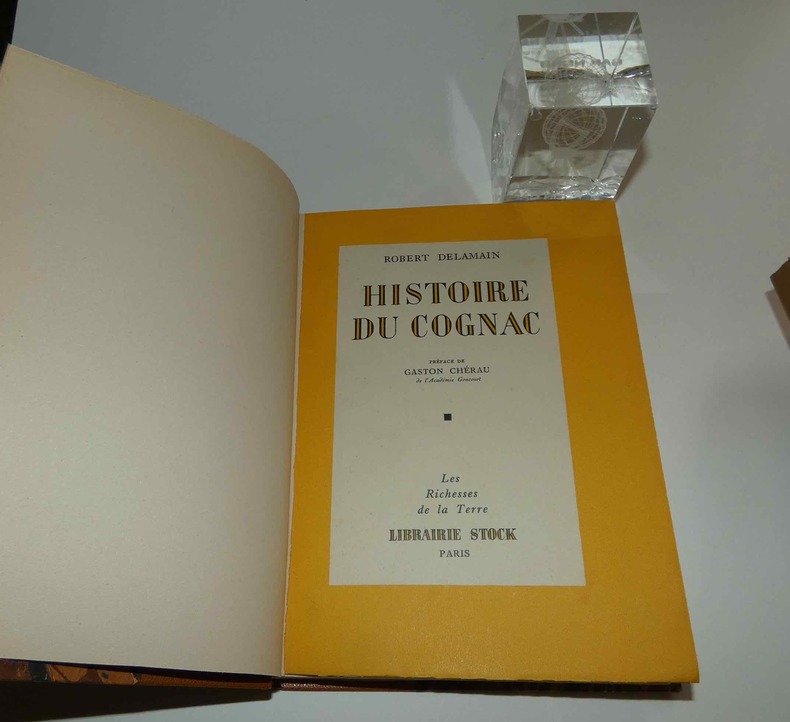 ROBERT DELAMAIN
HISTOIRE
DU COGNAC
PRÉFACE DE
GASTON CHÉRAU
de l'Académie Goncourt
Les
Richesses
de la Terre
LIBRAIRIE STOCK
PARIS